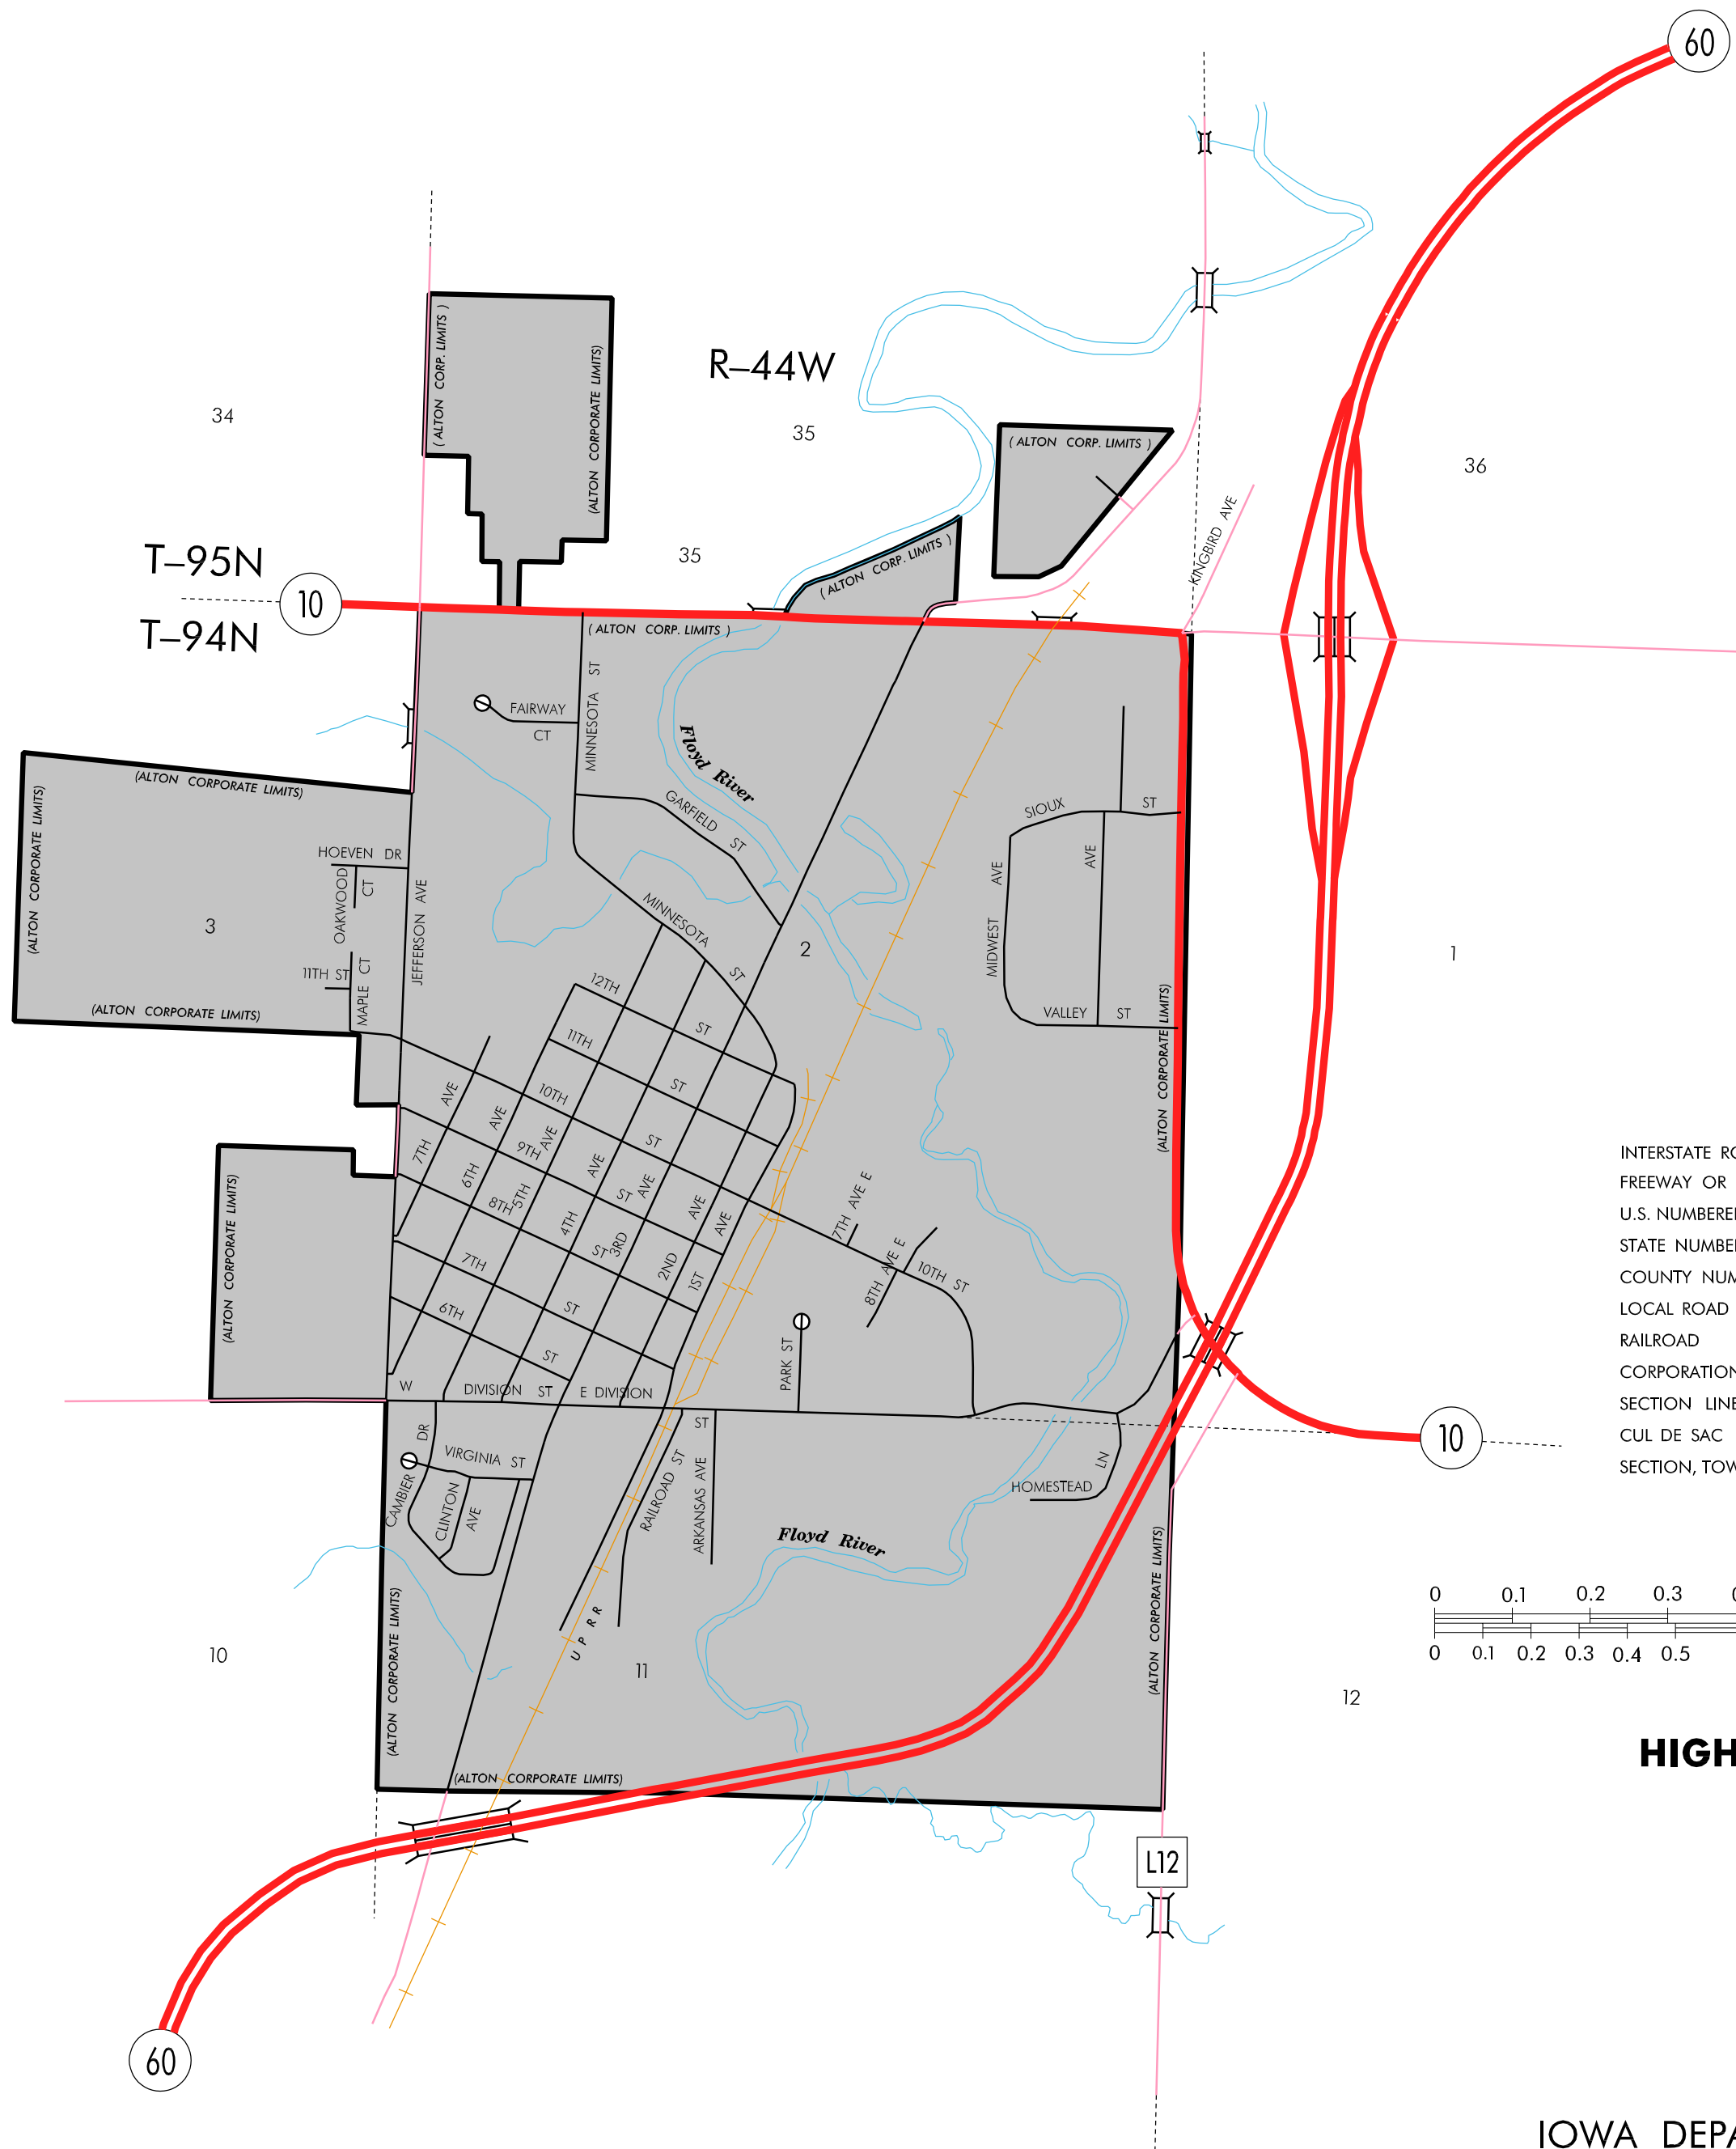 60
( ALTON CORP. LIMITS )
(ALTON CORPORATE LIMITS)
R–44W
34
35
( ALTON CORP. LIMITS )
36
KINGBIRD AVE
T–95N
35
( ALTON CORP. LIMITS )
10
T–94N
( ALTON CORP. LIMITS )
MINNESOTA ST
FAIRWAY
CT
Floyd River
(ALTON CORPORATE LIMITS)
(ALTON CORPORATE LIMITS)
GARFIELD ST
SIOUX ST
HOEVEN DR
OAKWOOD CT
JEFFERSON AVE
AVE
MIDWEST AVE
3
MINNESOTA ST
2
1
11TH ST
MAPLE CT
12TH ST
(ALTON CORPORATE LIMITS)
VALLEY ST
(ALTON CORPORATE LIMITS)
11TH ST
10TH ST
9TH ST
8TH ST
7TH AVE
6TH AVE
5TH AVE
4TH AVE
3RD AVE
2ND AVE
1ST AVE
7TH ST
6TH ST
(ALTON CORPORATE LIMITS)
7TH AVE E
8TH AVE E
10TH ST
PARK ST
INTERSTATE RO
FREEWAY OR
U.S. NUMBERE
STATE NUMBE
COUNTY NUM
LOCAL ROAD
RAILROAD
CORPORATION
SECTION LINE
CUL DE SAC
SECTION, TOW
W DIVISION ST E DIVISION ST
10
CAMBIER DR
VIRGINIA ST
CLINTON AVE
RAILROAD ST
ARKANSAS AVE
HOMESTEAD LN
Floyd River
(ALTON CORPORATE LIMITS)
(ALTON CORPORATE LIMITS)
U P R R
10
11
12
0 0.1 0.2 0.3
0 0.1 0.2 0.3 0.4 0.5
HIGH
(ALTON CORPORATE LIMITS)
L12
60
IOWA DEPA